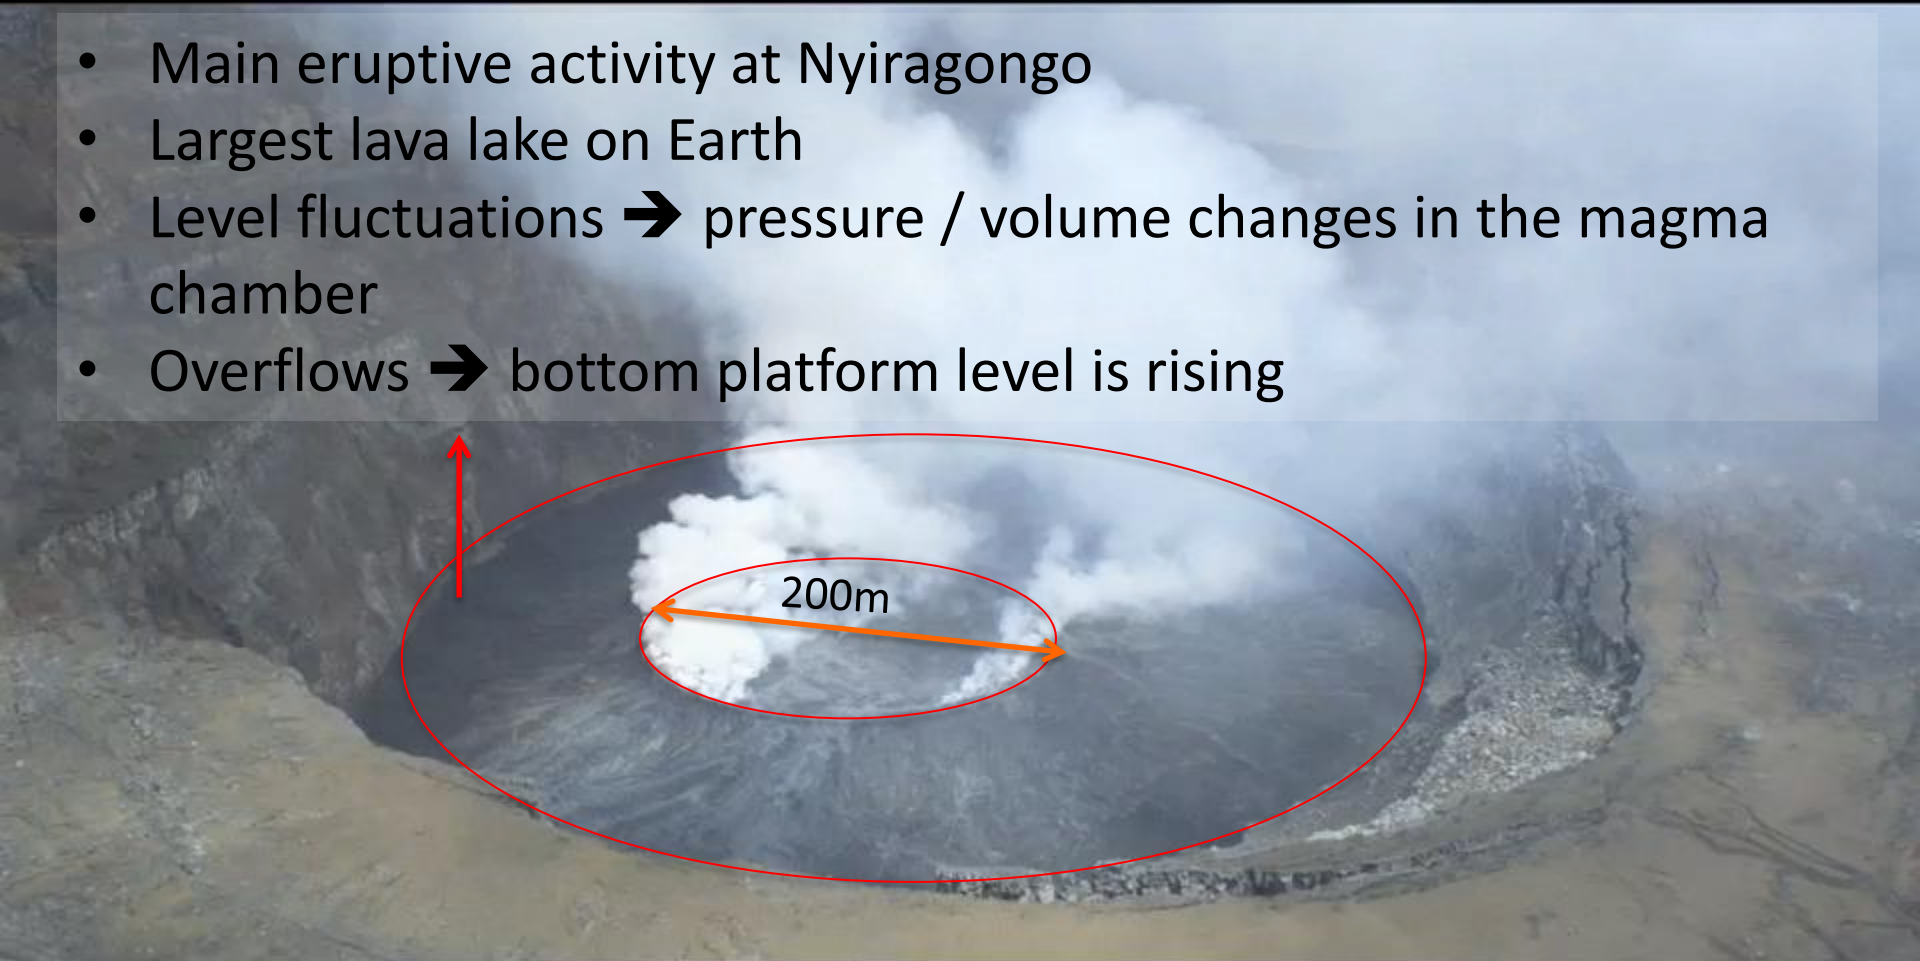 • Main eruptive activity at Nyiragongo
• Largest lava lake on Earth
• Level fluctuations ➔ pressure / volume changes in the magma
chamber
• Overflows ➔ bottom platform level is rising
200m